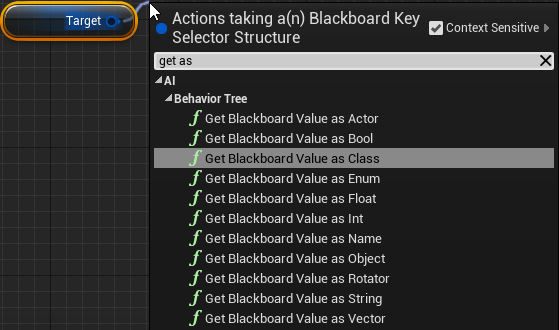 Target
Actions taking a(n) Blackboard Key
Selector Structure
Context Sensitive
get as
AI
Behavior Tree
f Get Blackboard Value as Actor
f Get Blackboard Value as Bool
f Get Blackboard Value as Class
f Get Blackboard Value as Enum
f Get Blackboard Value as Float
f Get Blackboard Value as Int
f Get Blackboard Value as Name
f Get Blackboard Value as Object
f Get Blackboard Value as Rotator
f Get Blackboard Value as String
f Get Blackboard Value as Vector